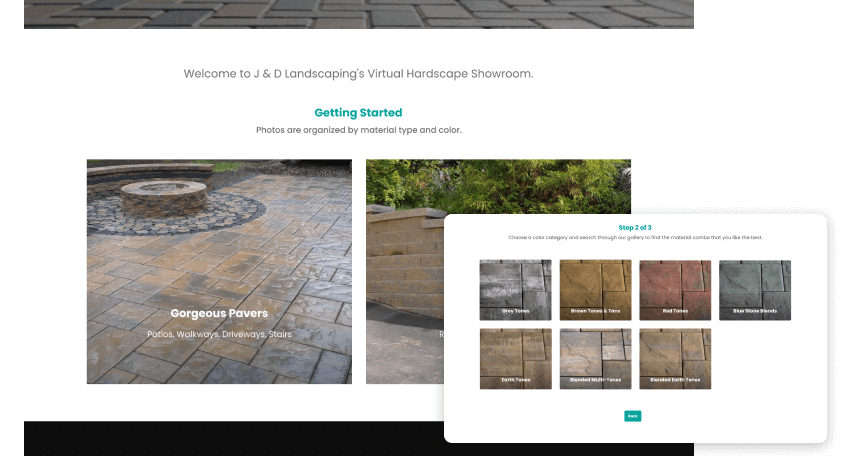 Welcome to J & D Landscaping's Virtual Hardscape Showroom.
Getting Started
Photos are organized by material type and color.
Gorgeous Pavers
Patios, Walkways, Driveways, Stairs
R
Step 2 of 3
Choose a color category and search through our gallery to find the material combo that you like the best.
Grey Tones
Brown Tones & Tans
Red Tones
Blue Stone Blends
Earth Tones
Blended Multi-Tones
Blended Earth Tones
Back